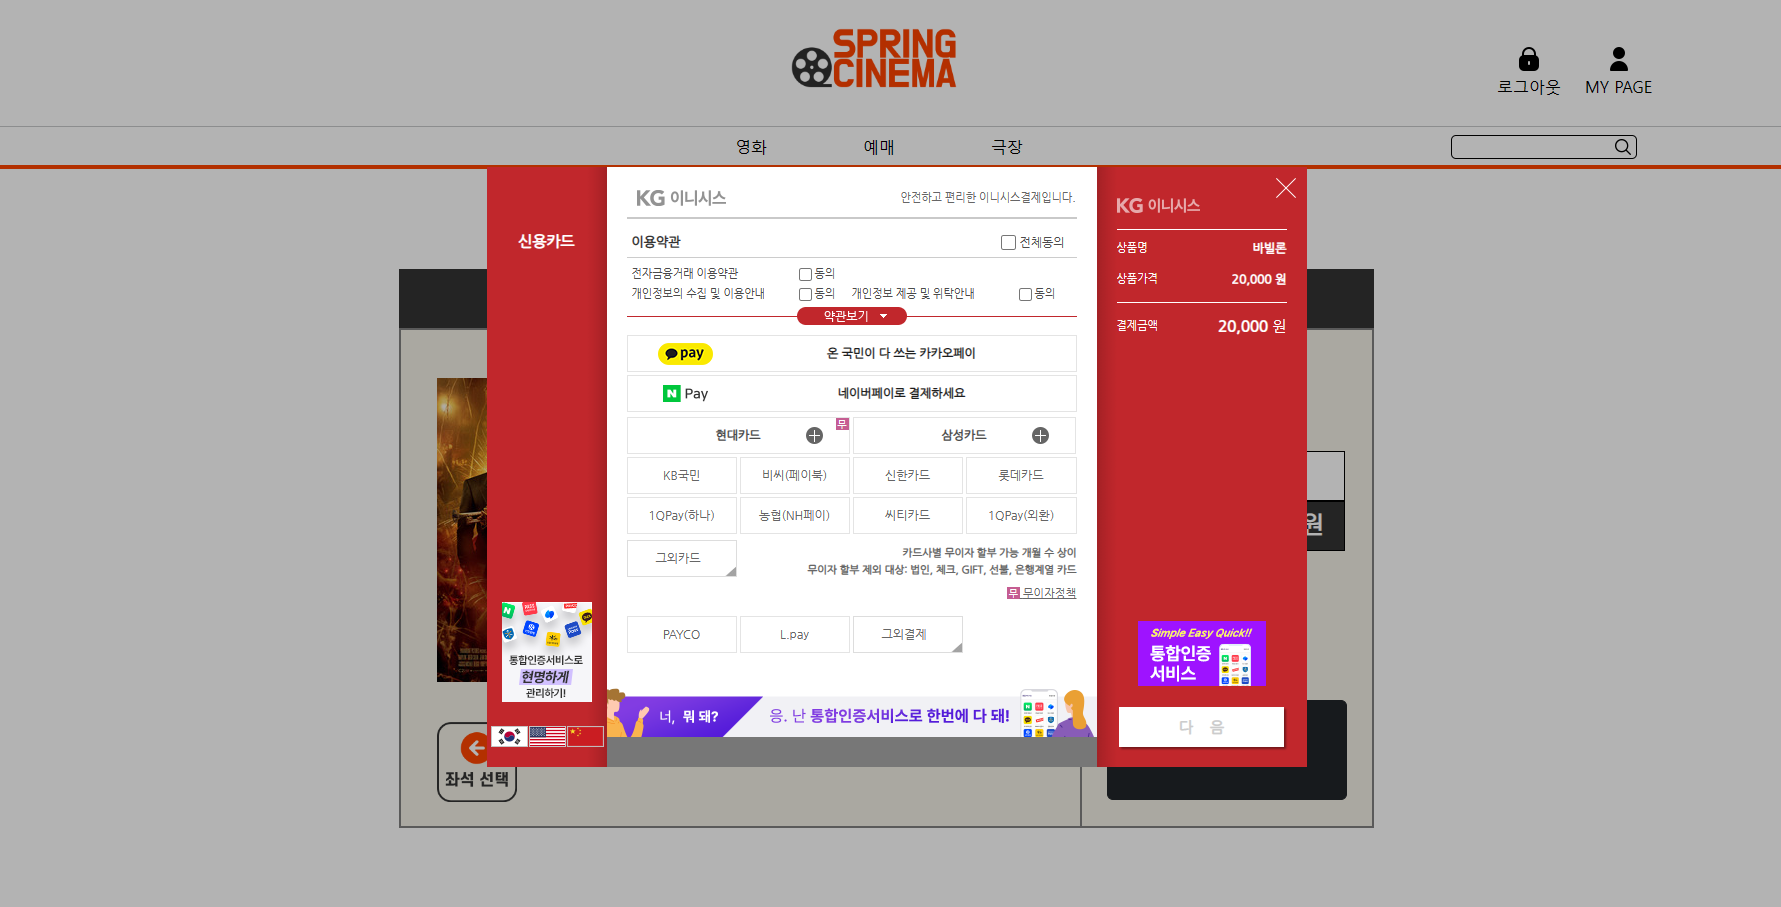 SPRING
CINEMA
로그아웃
MY PAGE
영화
예매
극장
신용카드
KG 이니시스
안전하고 편리한 이니시스결제입니다.
이용약관
전체동의
전자금융거래 이용약관
동의
개인정보의 수집 및 이용안내
동의
개인정보 제공 및 위탁안내
동의
약관보기
pay
온 국민이 다 쓰는 카카오페이
N Pay
네이버페이로 결제하세요
현대카드
무
삼성카드
KB국민
비씨(페이북)
신한카드
롯데카드
1QPay(하나)
농협(NH페이)
씨티카드
1QPay(외환)
그외카드
카드사별 무이자 할부 가능 개월 수 상이
무이자 할부 제외 대상: 법인, 체크, GIFT, 선불, 은행계열 카드
무 무이자정책
PAYCO
L.pay
그외결제
너, 뭐 돼?
응. 난 통합인증서비스로 한번에 다 돼!
통합인증서비스로
현명하게
관리하기!
좌석 선택
KG 이니시스
상품명
바빌론
상품가격
20,000 원
결제금액
20,000 원
원
Simple Easy Quick!!
통합인증
서비스
다 음